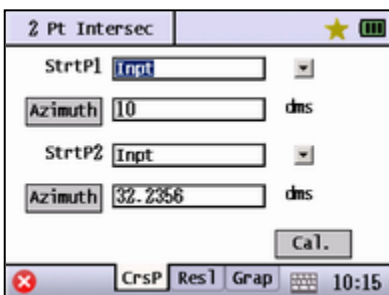 2 Pt Intersec
StrtP1 Inpt
Azimuth 10 dms
StrtP2 Inpt
Azimuth 32.2356 dms
Cal.
CrsP Resl Grap 10:15